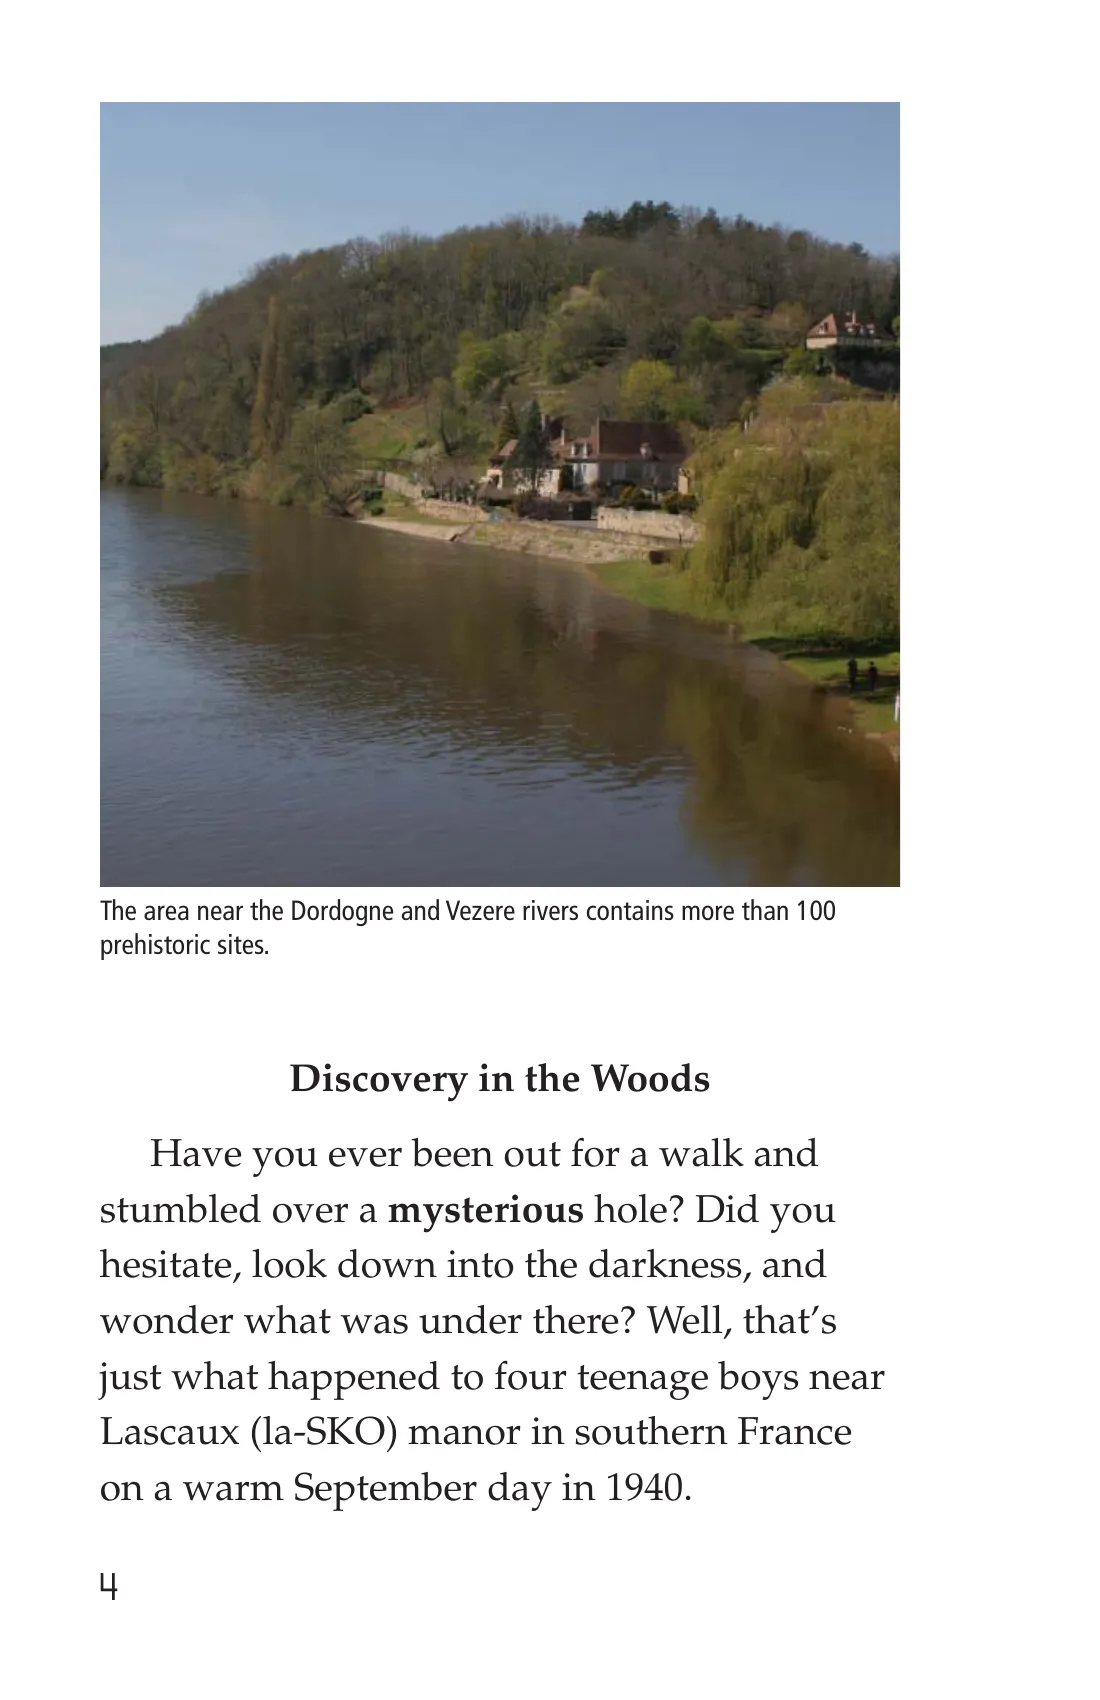 The area near the Dordogne and Vezere rivers contains more than 100
prehistoric sites.
Discovery in the Woods
Have you ever been out for a walk and
stumbled over a mysterious hole? Did you
hesitate, look down into the darkness, and
wonder what was under there? Well, that’s
just what happened to four teenage boys near
Lascaux (la-SKO) manor in southern France
on a warm September day in 1940.
4